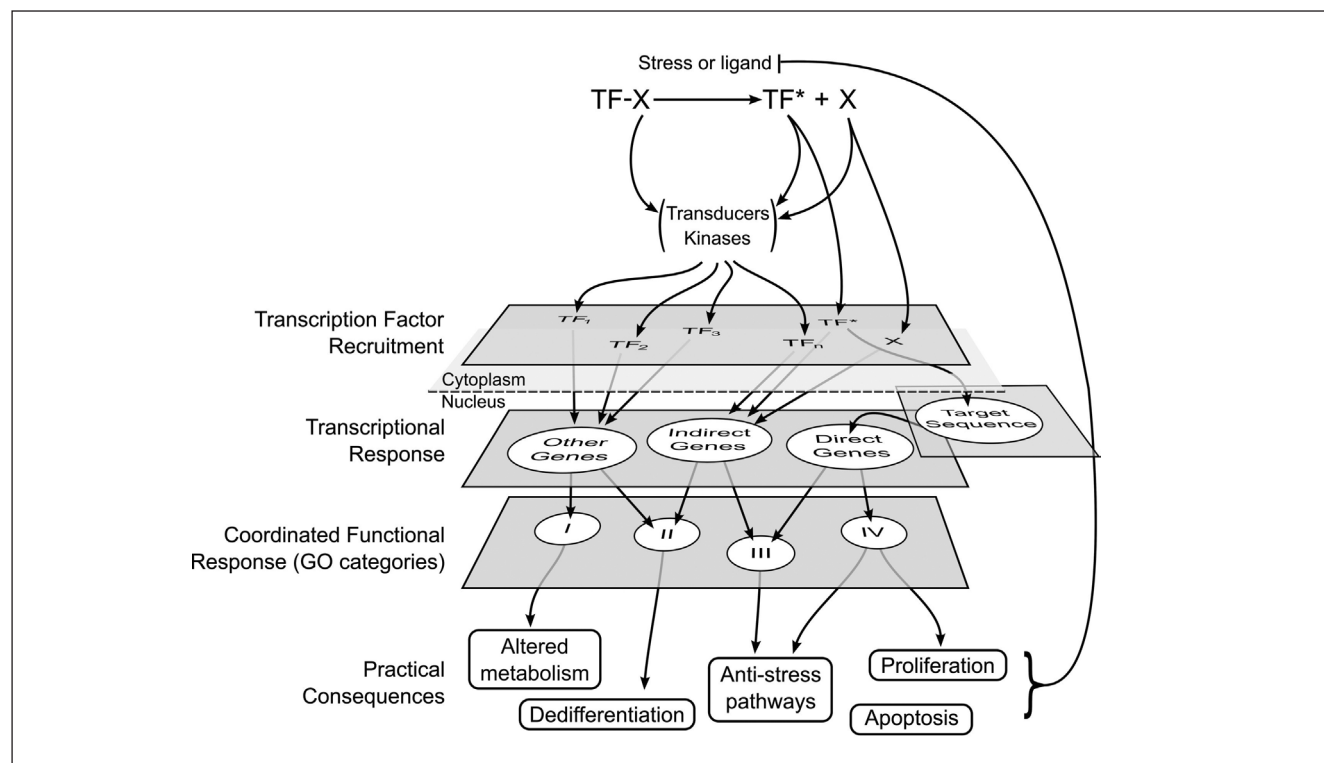 Stress or ligand
TF-X
TF* + X
Transducers
Kinases
Transcription Factor
Recruitment
TF1
TF2
TF3
TFn
TF*
X
Cytoplasm
Nucleus
Transcriptional
Response
Other
Genes
Indirect
Genes
Direct
Genes
Target
Sequence
Coordinated Functional
Response (GO categories)
I
II
III
IV
Practical
Consequences
Altered
metabolism
Dedifferentiation
Anti-stress
pathways
Proliferation
Apoptosis